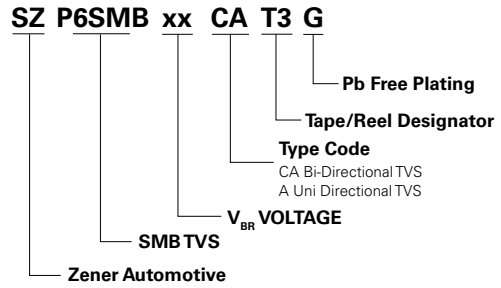 SZ P6SMB xx CA T3 G
Pb Free Plating
Tape/Reel Designator
Type Code
CA Bi-Directional TVS
A Uni Directional TVS
VBR VOLTAGE
SMB TVS
Zener Automotive